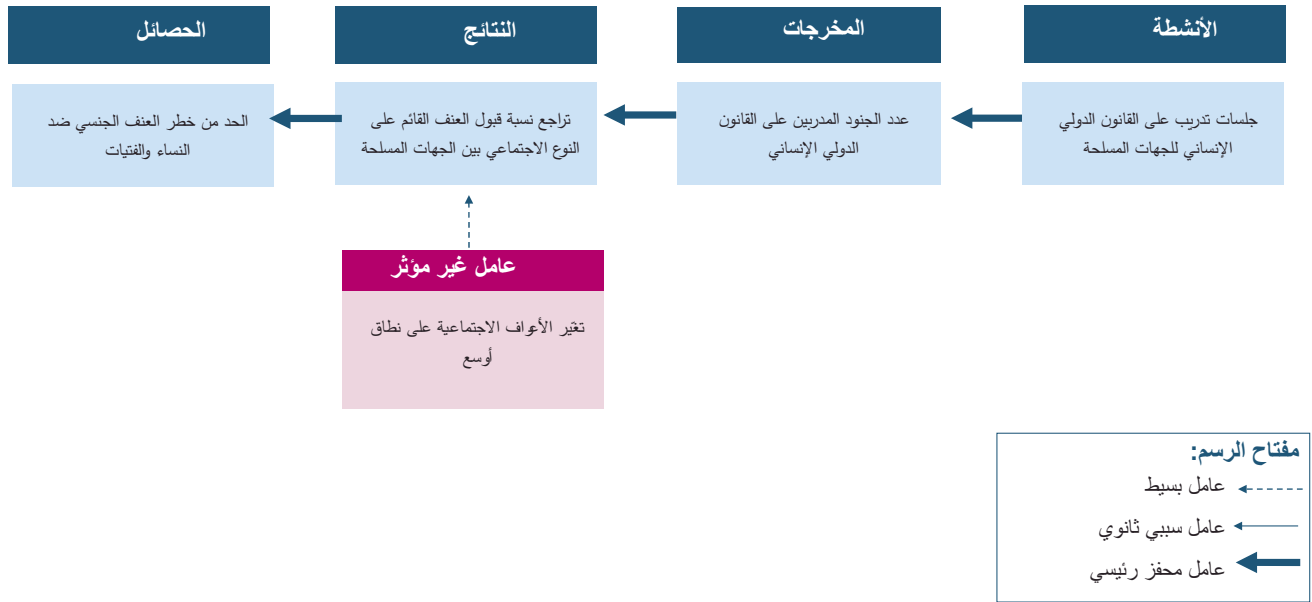 الأنشطة
المخرجات
النتائج
الحصائل
جلسات تدريب على القانون الدولي
الإنساني للجهات المسلحة
عدد الجنود المدربين على القانون
الدولي الإنساني
تراجع نسبة قبول العنف القائم على
النوع الاجتماعي بين الجهات المسلحة
الحد من خطر العنف الجنسي ضد
النساء والفتيات
عامل غير مؤثر
تغيّر الأعراف الاجتماعية على نطاق
أوسع
مفتاح الرسم:
عامل بسيط
عامل سببي ثانوي
عامل محفز رئيسي